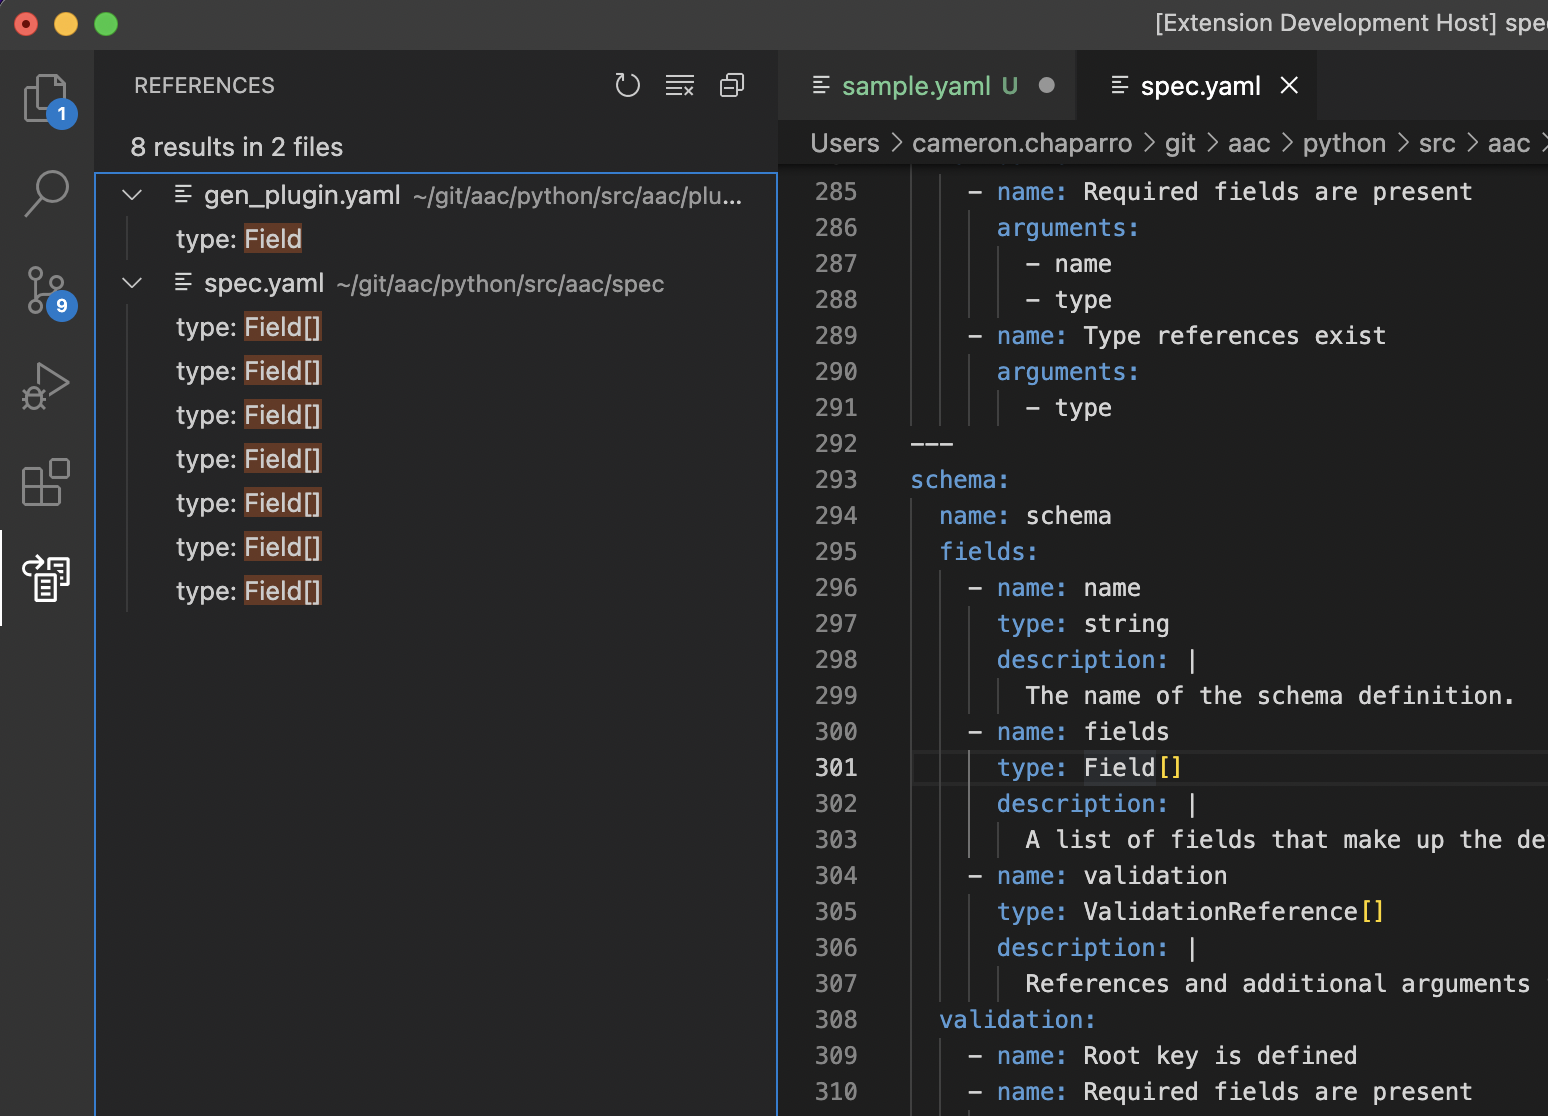 [Extension Development Host]
REFERENCES
8 results in 2 files
gen_plugin.yaml ~/git/aac/python/src/aac/plu...
type: Field
spec.yaml ~/git/aac/python/src/aac/spec
type: Field[]
type: Field[]
type: Field[]
type: Field[]
type: Field[]
type: Field[]
type: Field[]
1
9
sample.yaml U
spec.yaml
Users > cameron.chaparro > git > aac > python > src > aac >
285 - name: Required fields are present
286 arguments:
287 - name
288 - type
289 - name: Type references exist
290 arguments:
291 - type
292 ---
293 schema:
294 name: schema
295 fields:
296 - name: name
297 type: string
298 description: |
299 The name of the schema definition.
300 - name: fields
301 type: Field[]
302 description: |
303 A list of fields that make up the
304 - name: validation
305 type: ValidationReference[]
306 description: |
307 References and additional arguments
308 validation:
309 - name: Root key is defined
310 - name: Required fields are present